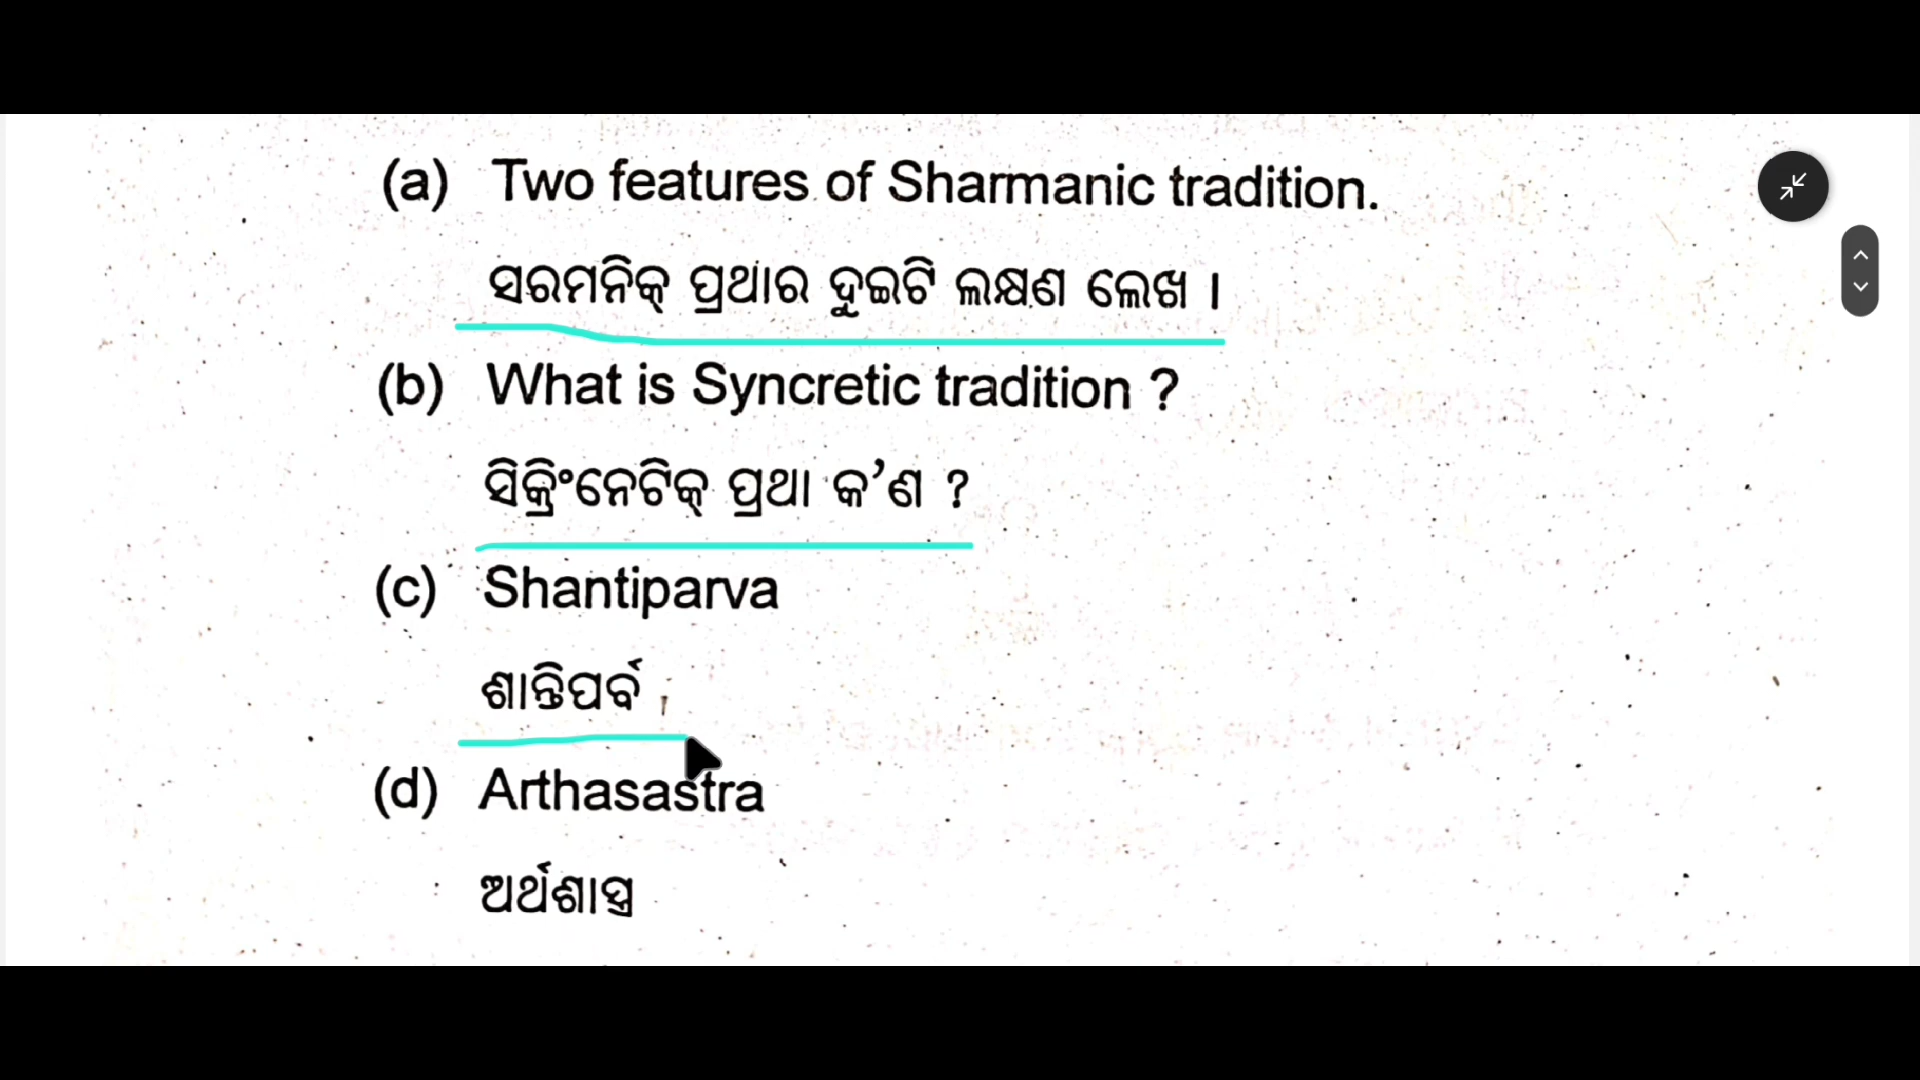 (a) Two features of Sharmanic tradition.
ସରମନିକ୍ ପ୍ରଥାର ଦୁଇଟି ଲକ୍ଷଣ ଲେଖ ।
(b) What is Syncretic tradition ?
ସିକ୍ରିଂନେଟିକ୍ ପ୍ରଥା କ’ଣ ?
(c) Shantiparva
ଶାନ୍ତିପର୍ବ
(d) Arthasastra
ଅର୍ଥଶାସ୍ତ୍ର